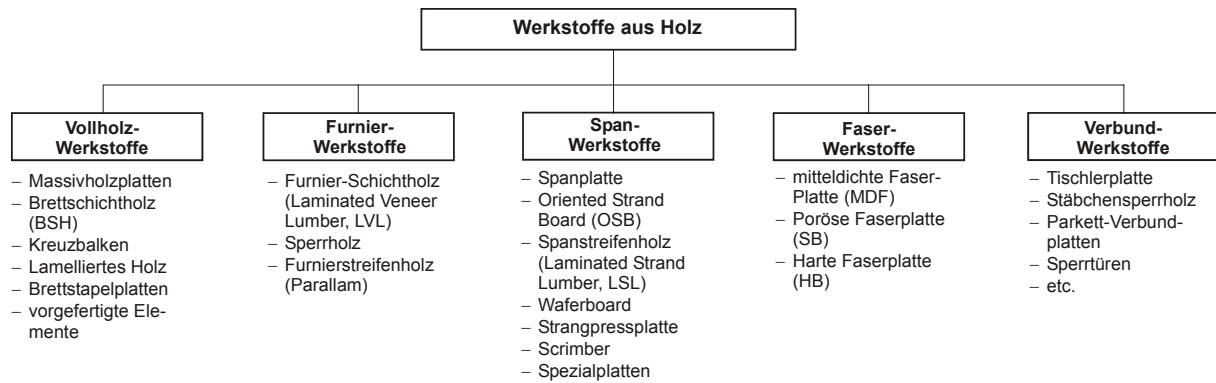 Werkstoffe aus Holz
Vollholz-
Werkstoffe
– Massivholzplatten
– Brettschichtholz
(BSH)
– Kreuzbalken
– Lamelliertes Holz
– Brettstapelplatten
– vorgefertigte Ele-
mente
Furnier-
Werkstoffe
– Furnier-Schichtholz
(Laminated Veneer
Lumber, LVL)
– Sperrholz
– Furnierstreifenholz
(Parallam)
Span-
Werkstoffe
– Spanplatte
– Oriented Strand
Board (OSB)
– Spanstreifenholz
(Laminated Strand
Lumber, LSL)
– Waferboard
– Strangpressplatte
– Scrimber
– Spezialplatten
Faser-
Werkstoffe
– mitteldichte Faser-
Platte (MDF)
– Poröse Faserplatte
(SB)
– Harte Faserplatte
(HB)
Verbund-
Werkstoffe
– Tischlerplatte
– Stäbchensperrholz
– Parkett-Verbund-
platten
– Sperrtüren
– etc.